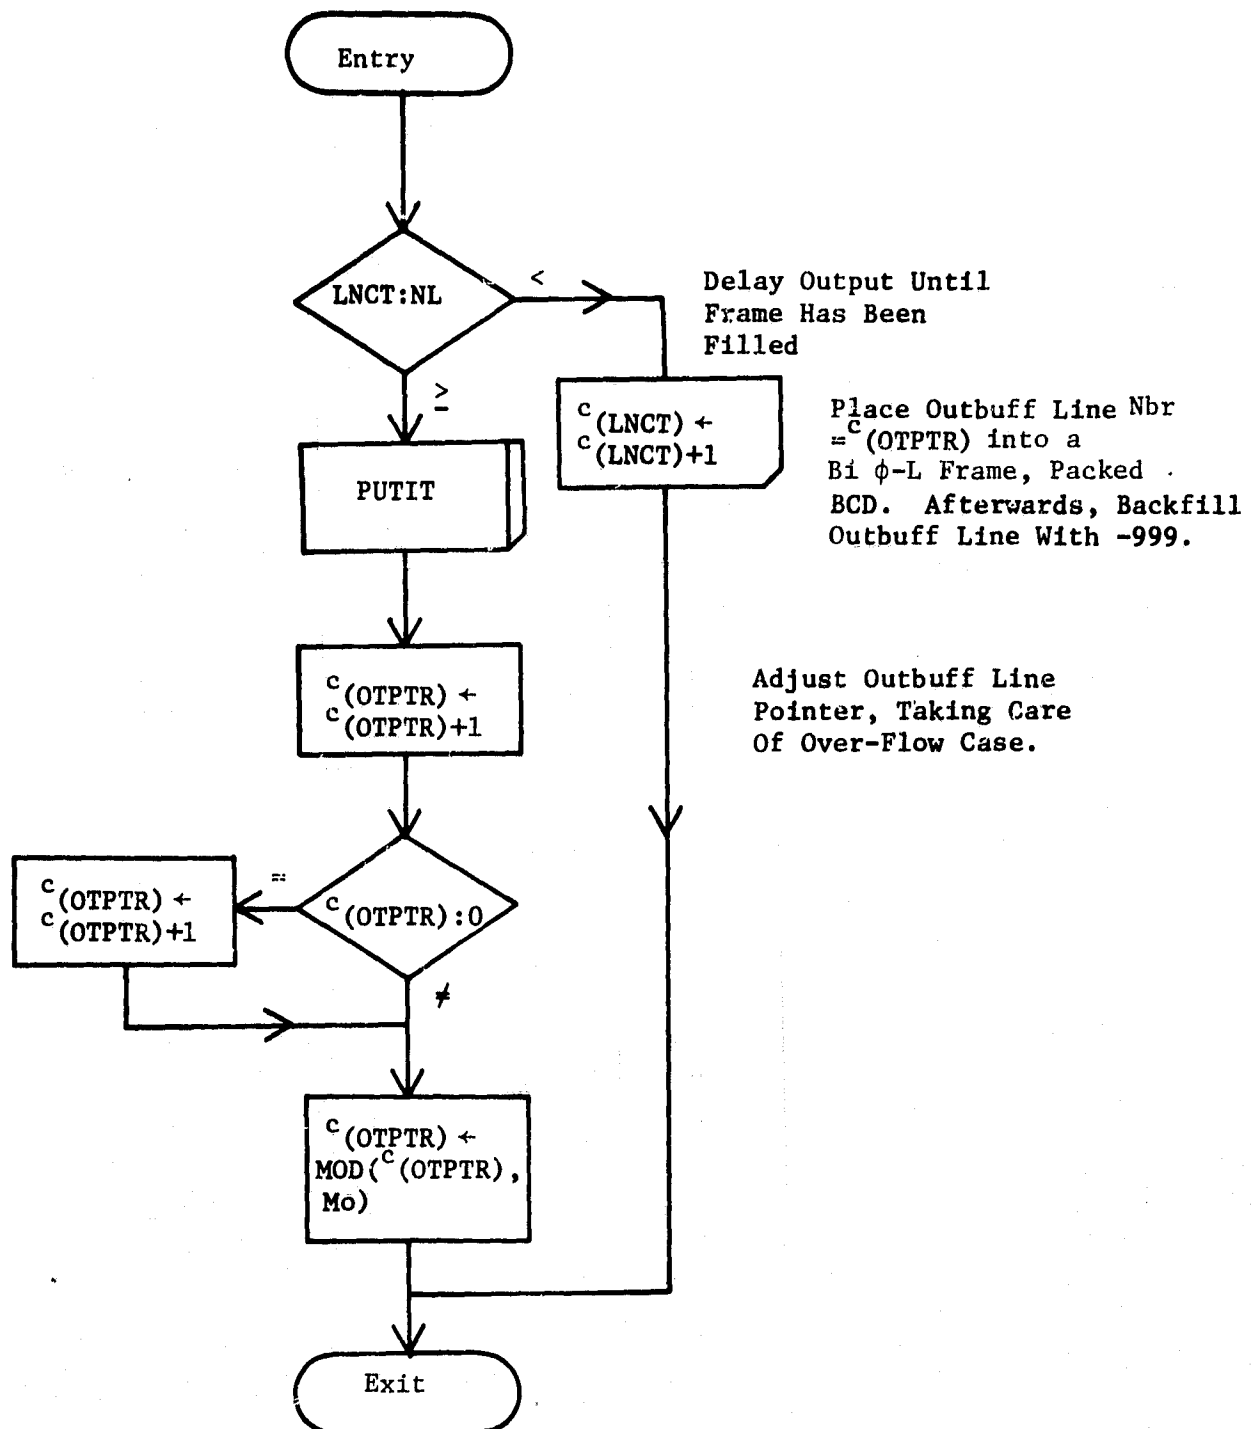 Entry
LNCT:NL
<
≥
Delay Output Until
Frame Has Been
Filled
c(LNCT) ←
c(LNCT)+1
Place Outbuff Line Nbr
=c(OTPTR) into a
Bi ϕ-L Frame, Packed
BCD. Afterwards, Backfill
Outbuff Line With -999.
PUTIT
c(OTPTR) ←
c(OTPTR)+1
Adjust Outbuff Line
Pointer, Taking Care
Of Over-Flow Case.
c(OTPTR):0
=
≠
c(OTPTR) ←
c(OTPTR)+1
c(OTPTR) ←
MOD(c(OTPTR),
Mo)
Exit